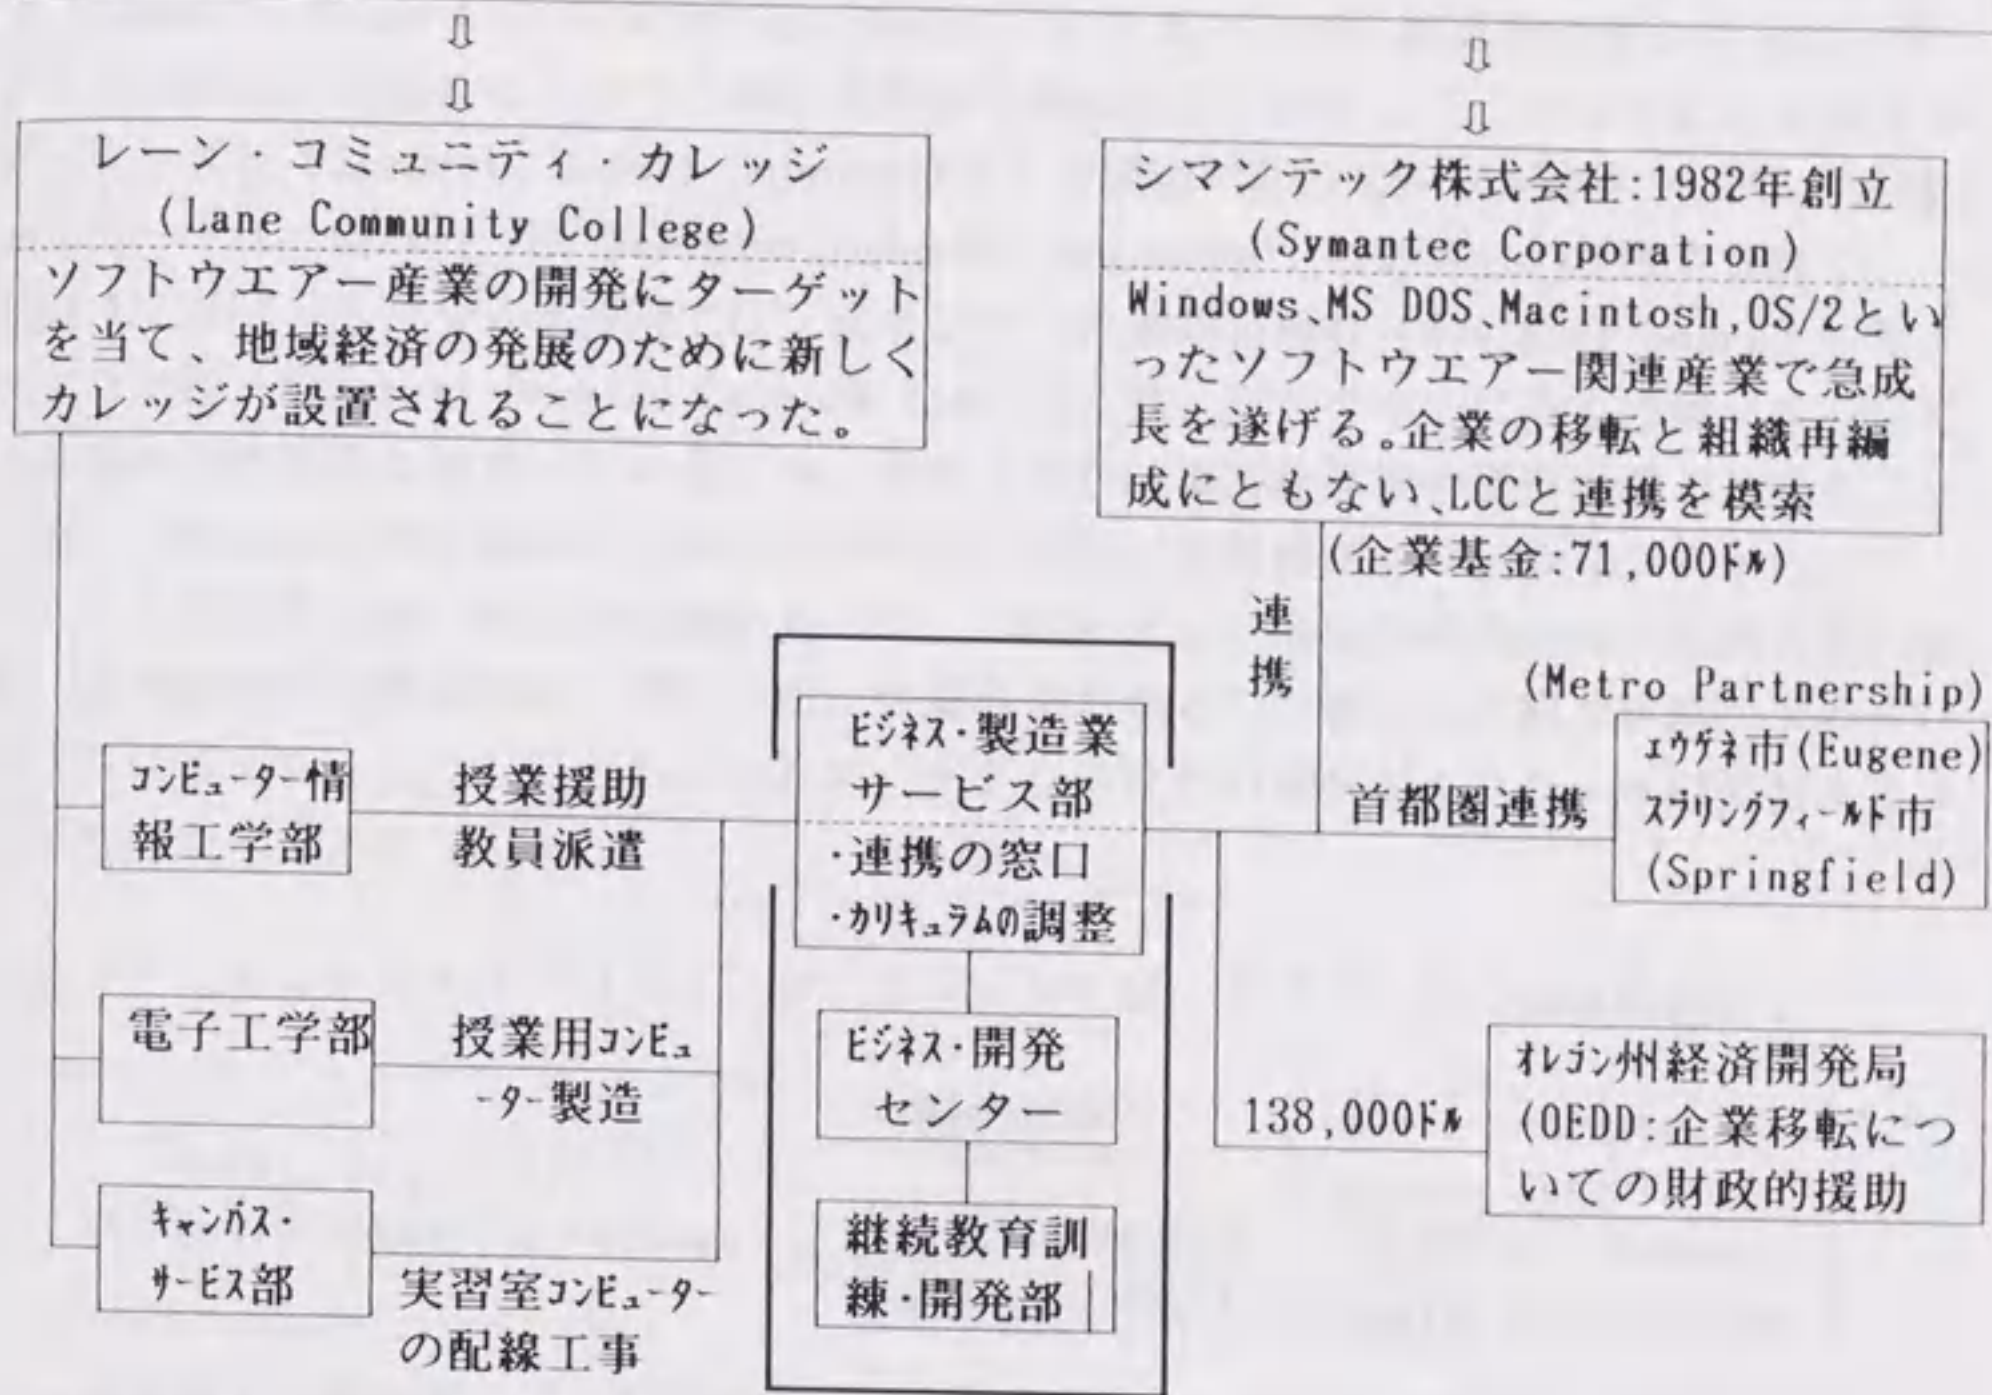 ⇩
⇩
レーン・コミュニティ・カレッジ
(Lane Community College)
ソフトウエアー産業の開発にターゲット
を当て、地域経済の発展のために新しく
カレッジが設置されることになった。
⇩
⇩
シマンテック株式会社:1982年創立
(Symantec Corporation)
Windows、MS DOS、Macintosh,OS/2とい
ったソフトウエアー関連産業で急成
長を遂げる。企業の移転と組織再編
成にともない、LCCと連携を模索
(企業基金:71,000ドル)
連
携
(Metro Partnership)
コンピューター情
報工学部
授業援助
教員派遣
ビジネス・製造業
サービス部
・連携の窓口
・カリキュラムの調整
首都圏連携
エウゲネ市(Eugene)
スプリングフィールド市
(Springfield)
電子工学部
授業用コンピュ
ーター製造
ビジネス・開発
センター
138,000ドル
オレゴン州経済開発局
(OEDD:企業移転につ
いての財政的援助
キャンパス・
サービス部
実習室コンピューター
の配線工事
継続教育訓
練・開発部